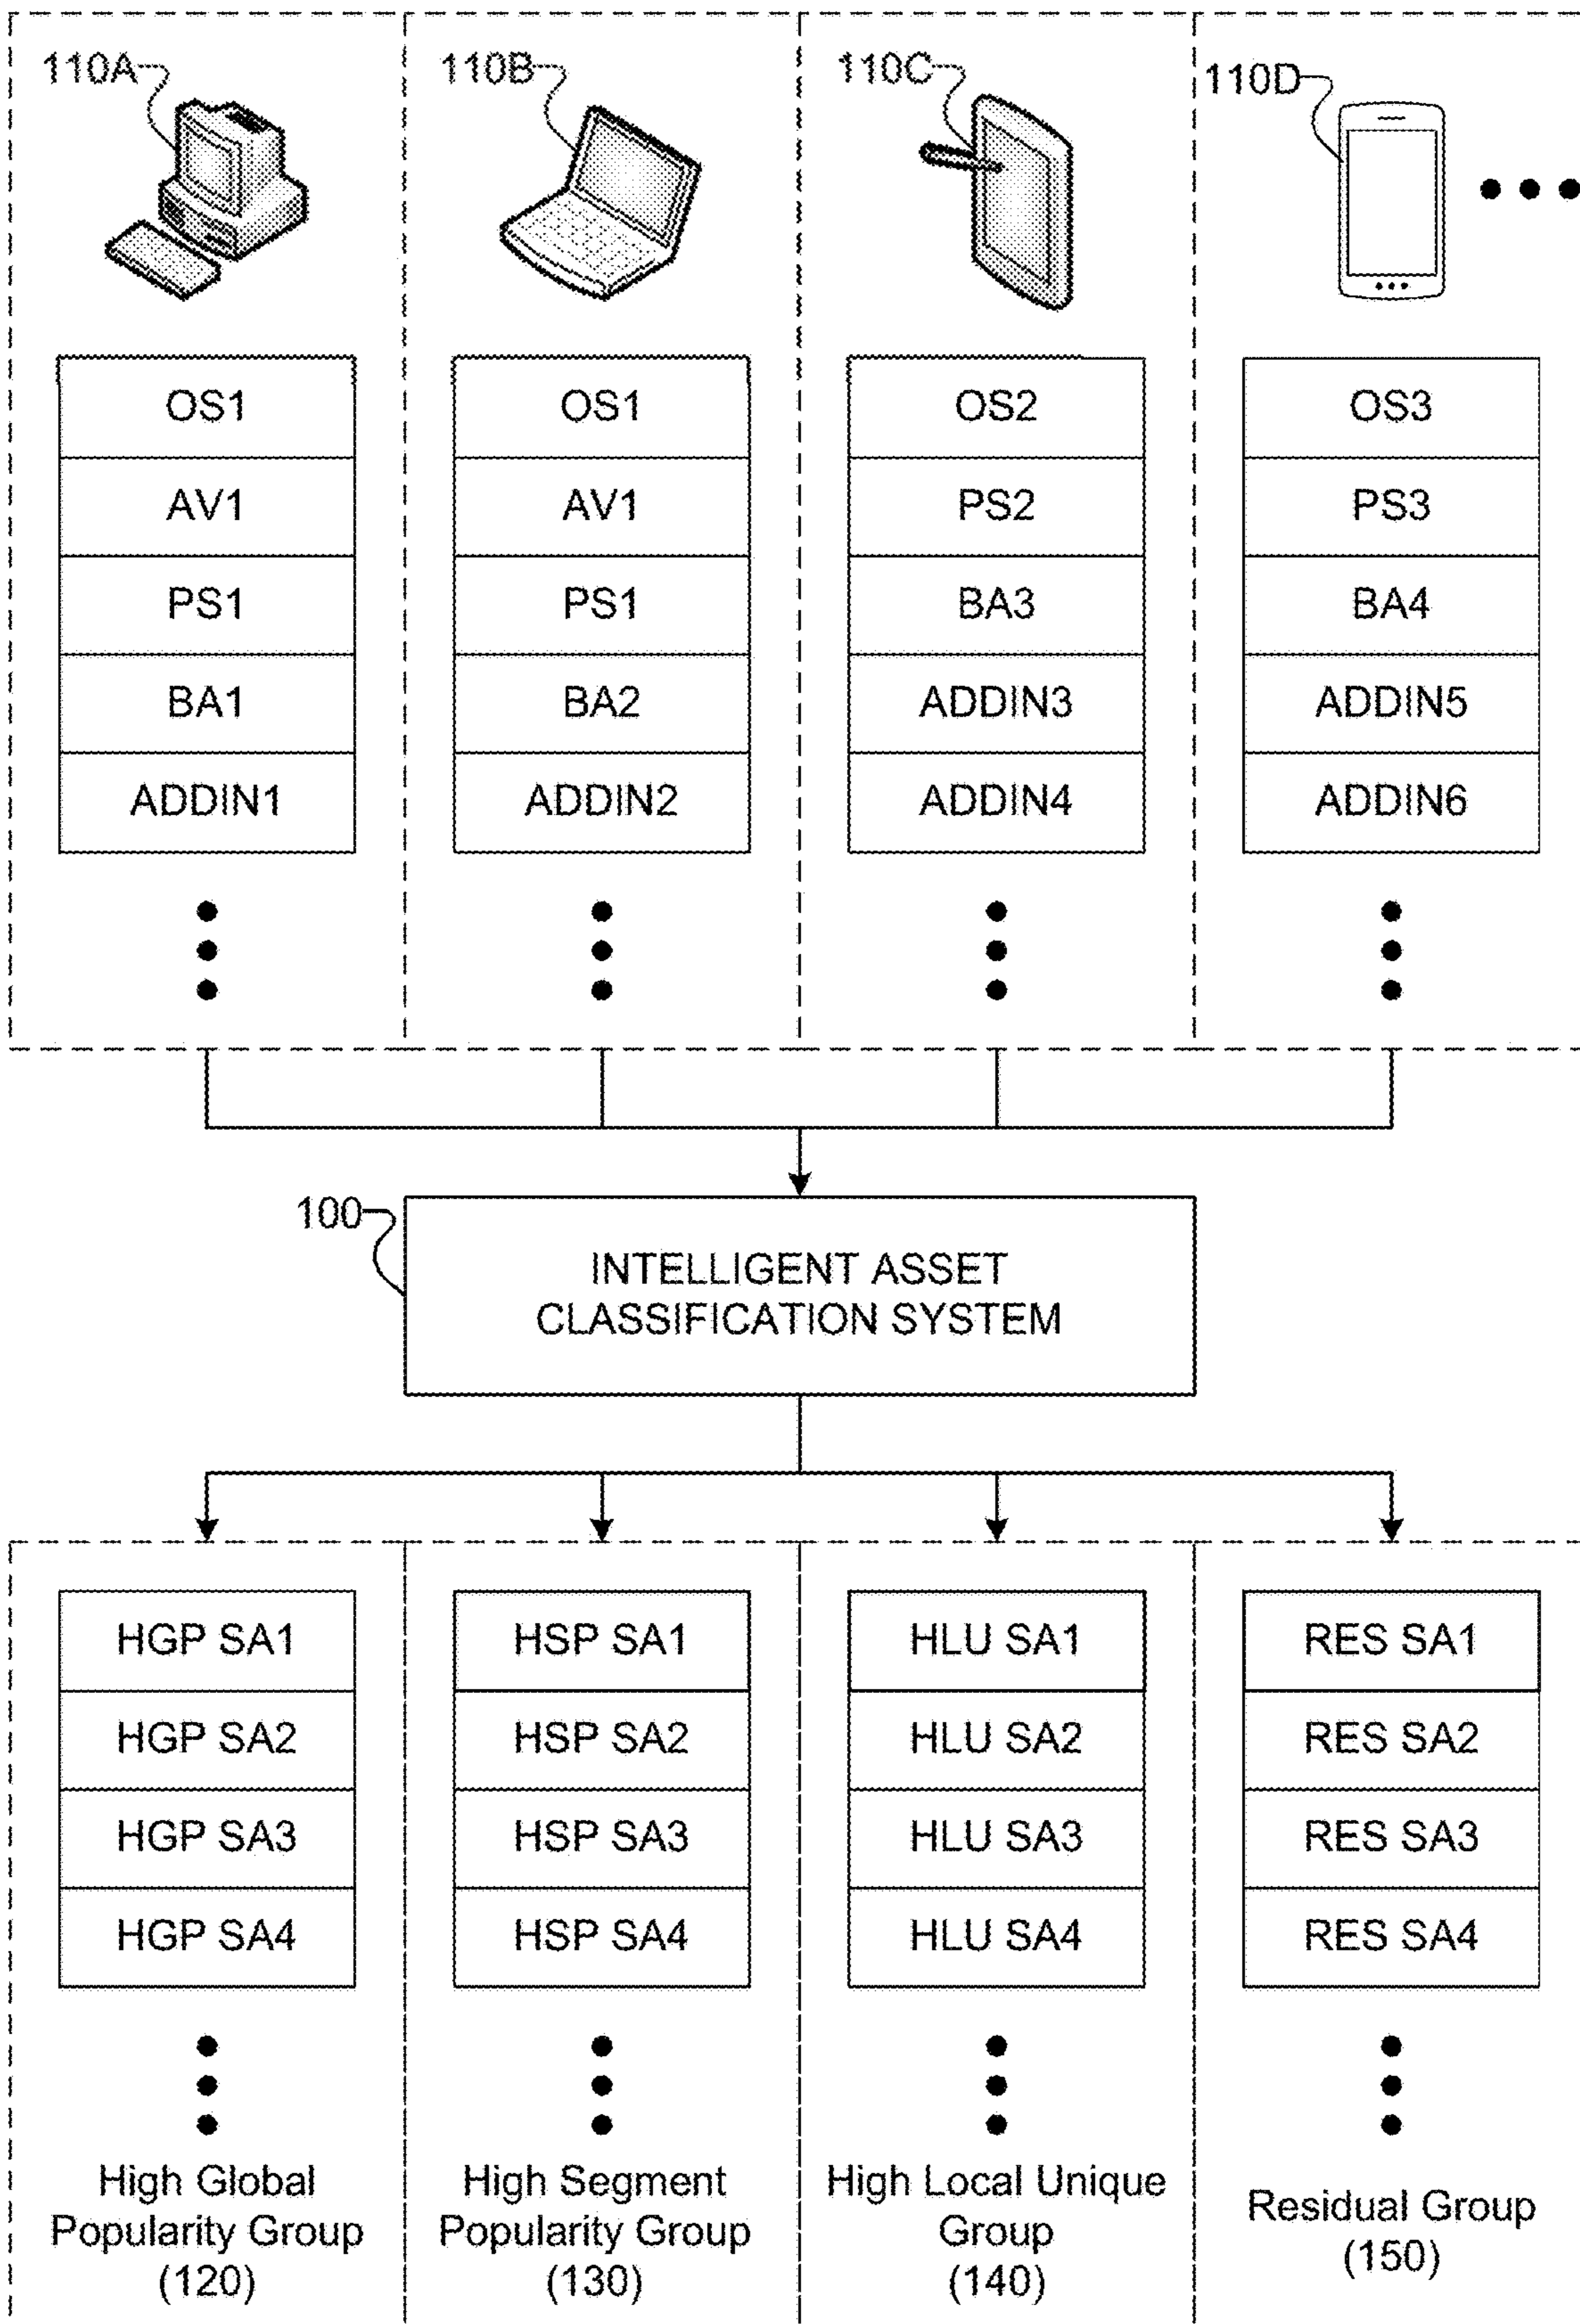 110A
110B
110C
110D
OS1
AV1
PS1
BA1
ADDIN1
OS1
AV1
PS1
BA2
ADDIN2
OS2
PS2
BA3
ADDIN3
ADDIN4
OS3
PS3
BA4
ADDIN5
ADDIN6
100
INTELLIGENT ASSET
CLASSIFICATION SYSTEM
HGP SA1
HGP SA2
HGP SA3
HGP SA4
High Global
Popularity Group
(120)
HSP SA1
HSP SA2
HSP SA3
HSP SA4
High Segment
Popularity Group
(130)
HLU SA1
HLU SA2
HLU SA3
HLU SA4
High Local Unique
Group
(140)
RES SA1
RES SA2
RES SA3
RES SA4
Residual Group
(150)